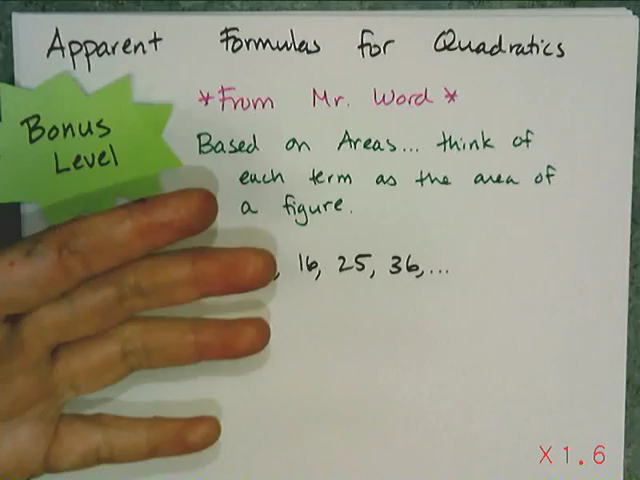 Apparent Formulas for Quadratics
*From Mr. Word *
Bonus
Level
Based on Areas... think of
each term as the area of
a figure.
, 16, 25, 36,...
X1.6